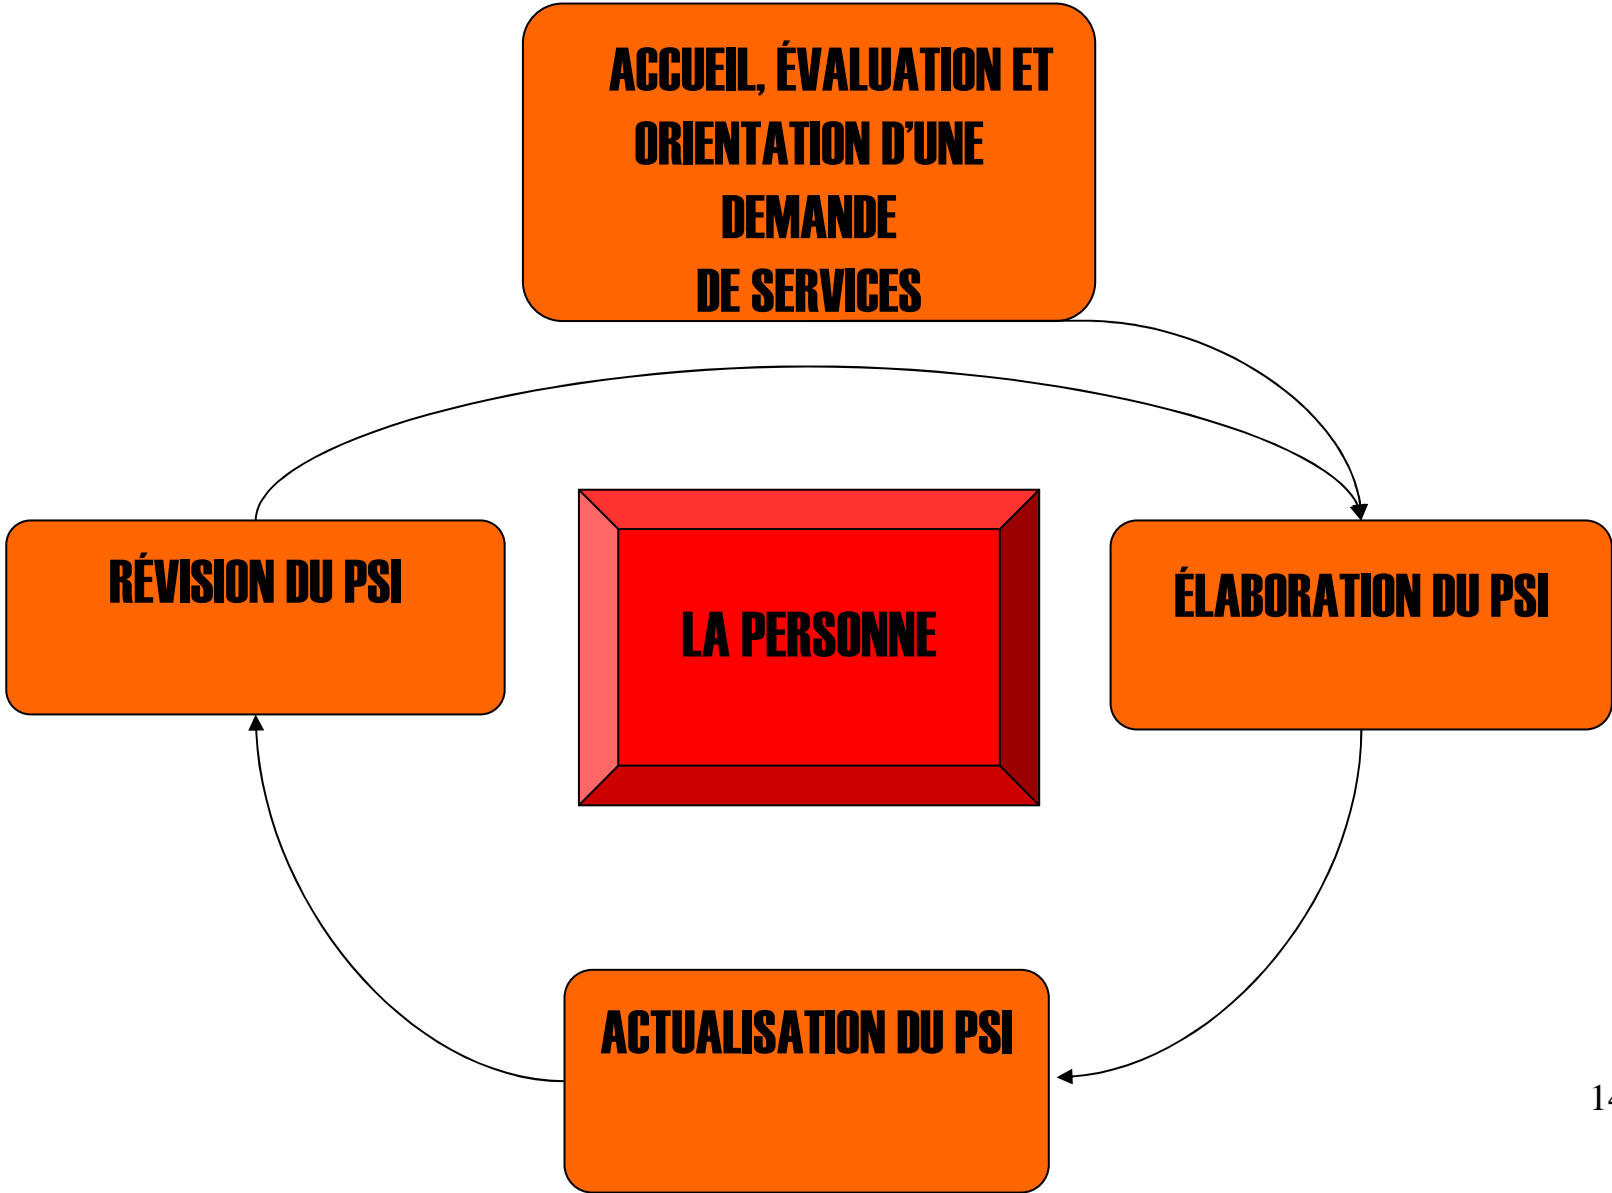 ACCUEIL, ÉVALUATION ET
ORIENTATION D'UNE
DEMANDE
DE SERVICES
RÉVISION DU PSI
LA PERSONNE
ÉLABORATION DU PSI
ACTUALISATION DU PSI
14